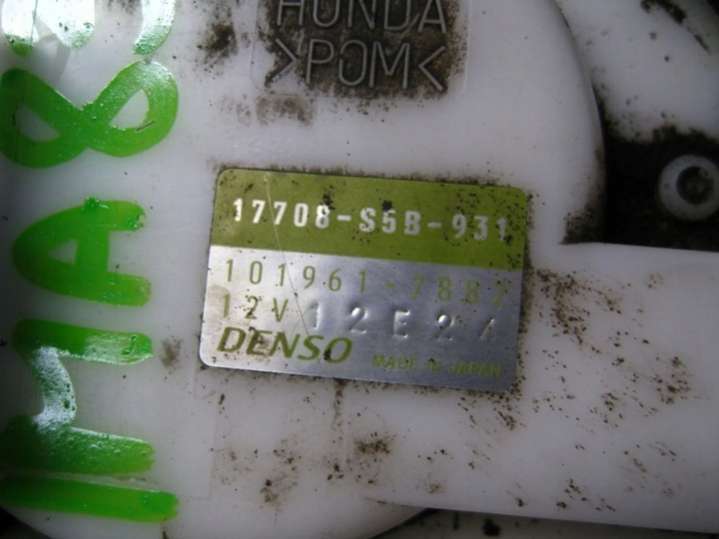 HONDA
>POM<
17708-S5B-931
101961-7882
12V 12E24
DENSO MADE IN JAPAN